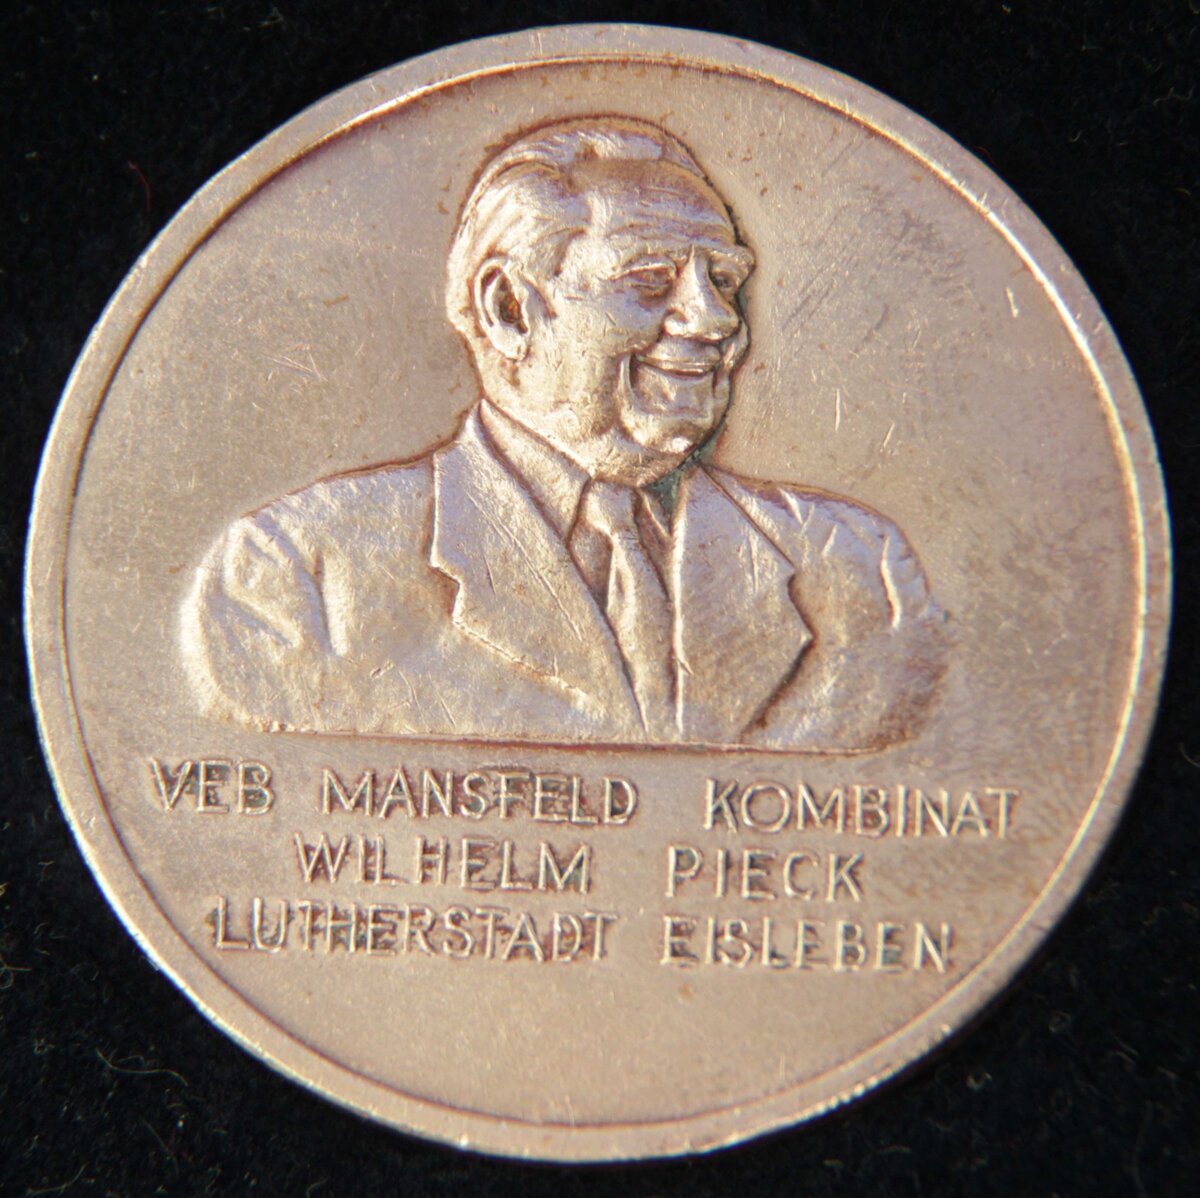 VEB MANSFELD KOMBINAT
WILHELM PIECK
LUTHERSTADT EISLEBEN